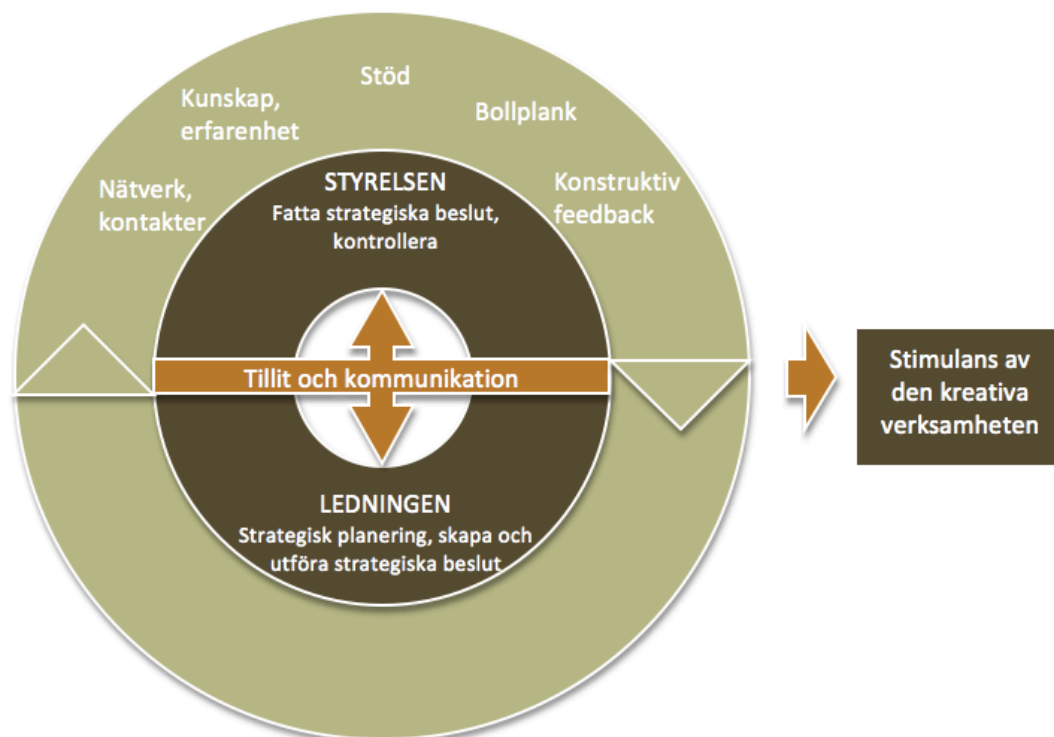 Stöd
Kunskap,
erfarenhet
Bollplank
Nätverk,
kontakter
Konstruktiv
feedback
STYRELSEN
Fatta strategiska beslut,
kontrollera
Tillit och kommunikation
LEDNINGEN
Strategisk planering, skapa och
utföra strategiska beslut
Stimulans av
den kreativa
verksamheten